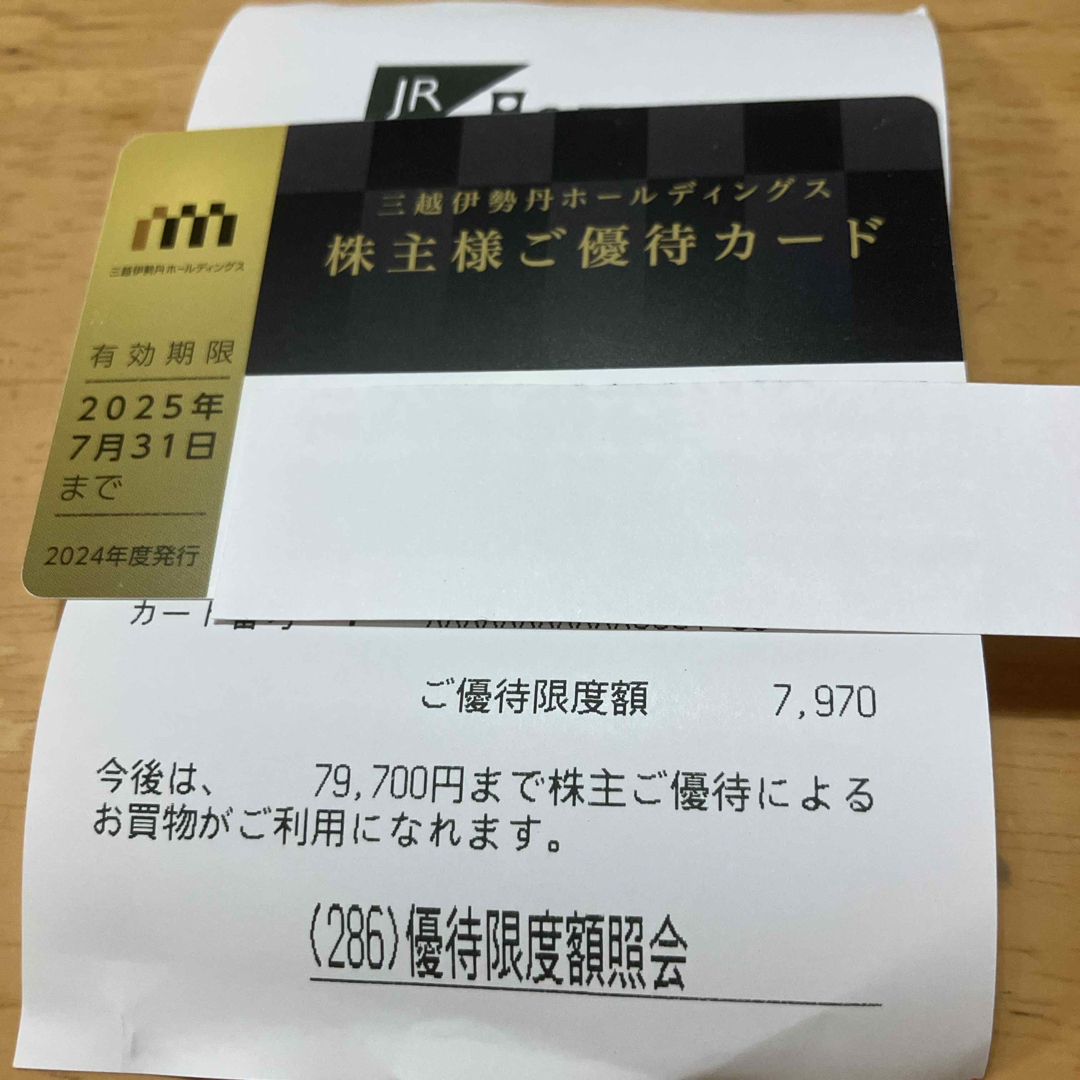 JR
三越伊勢丹ホールディングス
株主様ご優待カード
三越伊勢丹ホールディングス
有効期限
2025年
7月31日
まで
2024年度発行
カード
ご優待限度額 7,970
今後は、 79,700円まで株主ご優待による
お買物がご利用になれます。
(286)優待限度額照会